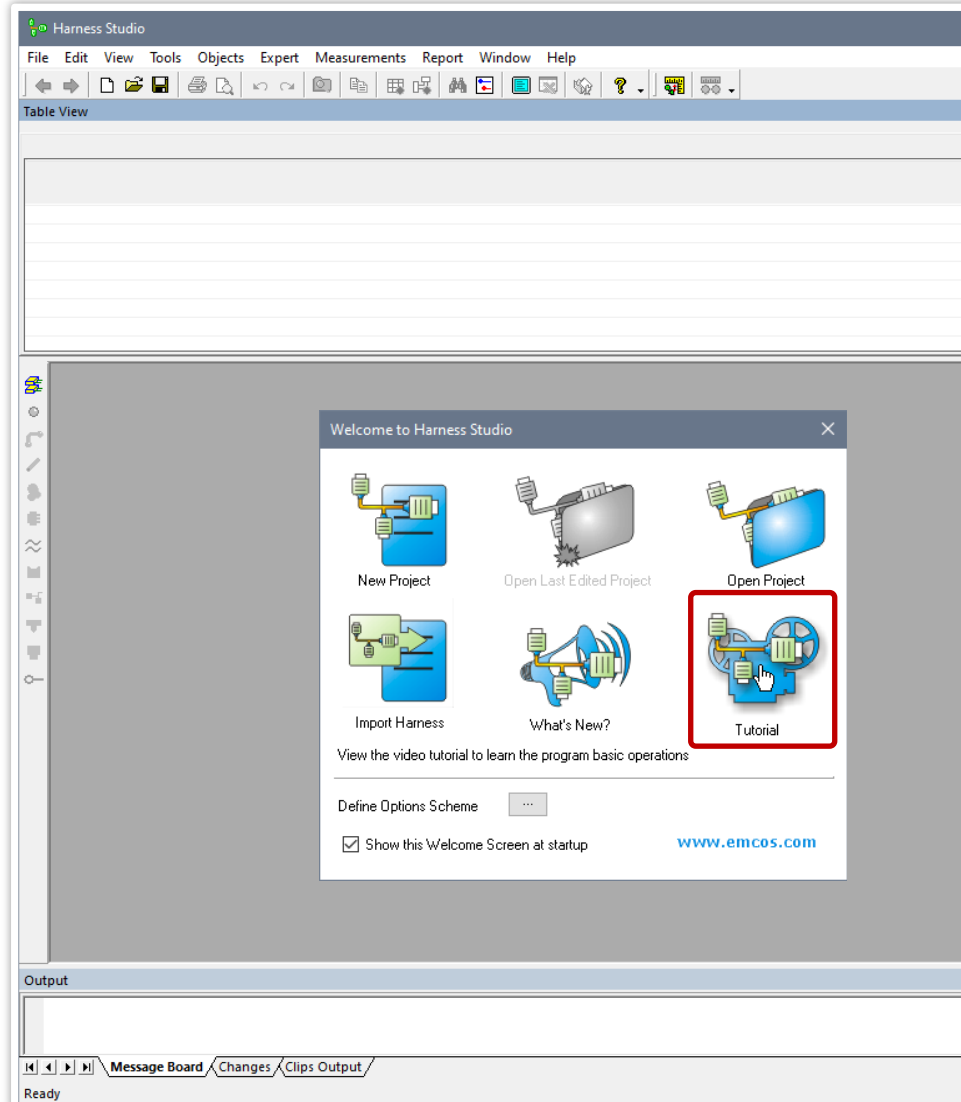 Harness Studio
File Edit View Tools Objects Expert Measurements Report Window Help
Table View
Welcome to Harness Studio
New Project Open Last Edited Project Open Project
Import Harness What's New? Tutorial
View the video tutorial to learn the program basic operations
Define Options Scheme ...
Show this Welcome Screen at startup www.emcos.com
Output
Message Board Changes Clips Output
Ready